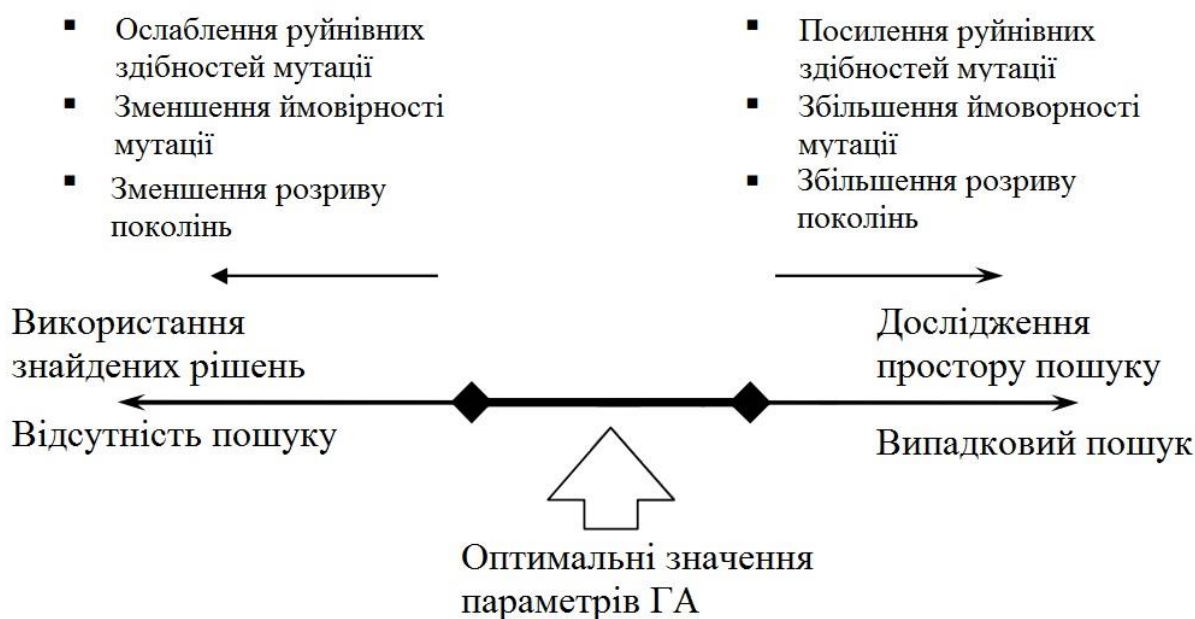 ▪ Ослаблення руйнівних
здібностей мутації
▪ Зменшення ймовірності
мутації
▪ Зменшення розриву
поколінь
▪ Посилення руйнівних
здібностей мутації
▪ Збільшення ймоворності
мутації
▪ Збільшення розриву
поколінь
Використання
знайдених рішень
Дослідження
простору пошуку
Відсутність пошуку
Випадковий пошук
Оптимальні значення
параметрів ГА